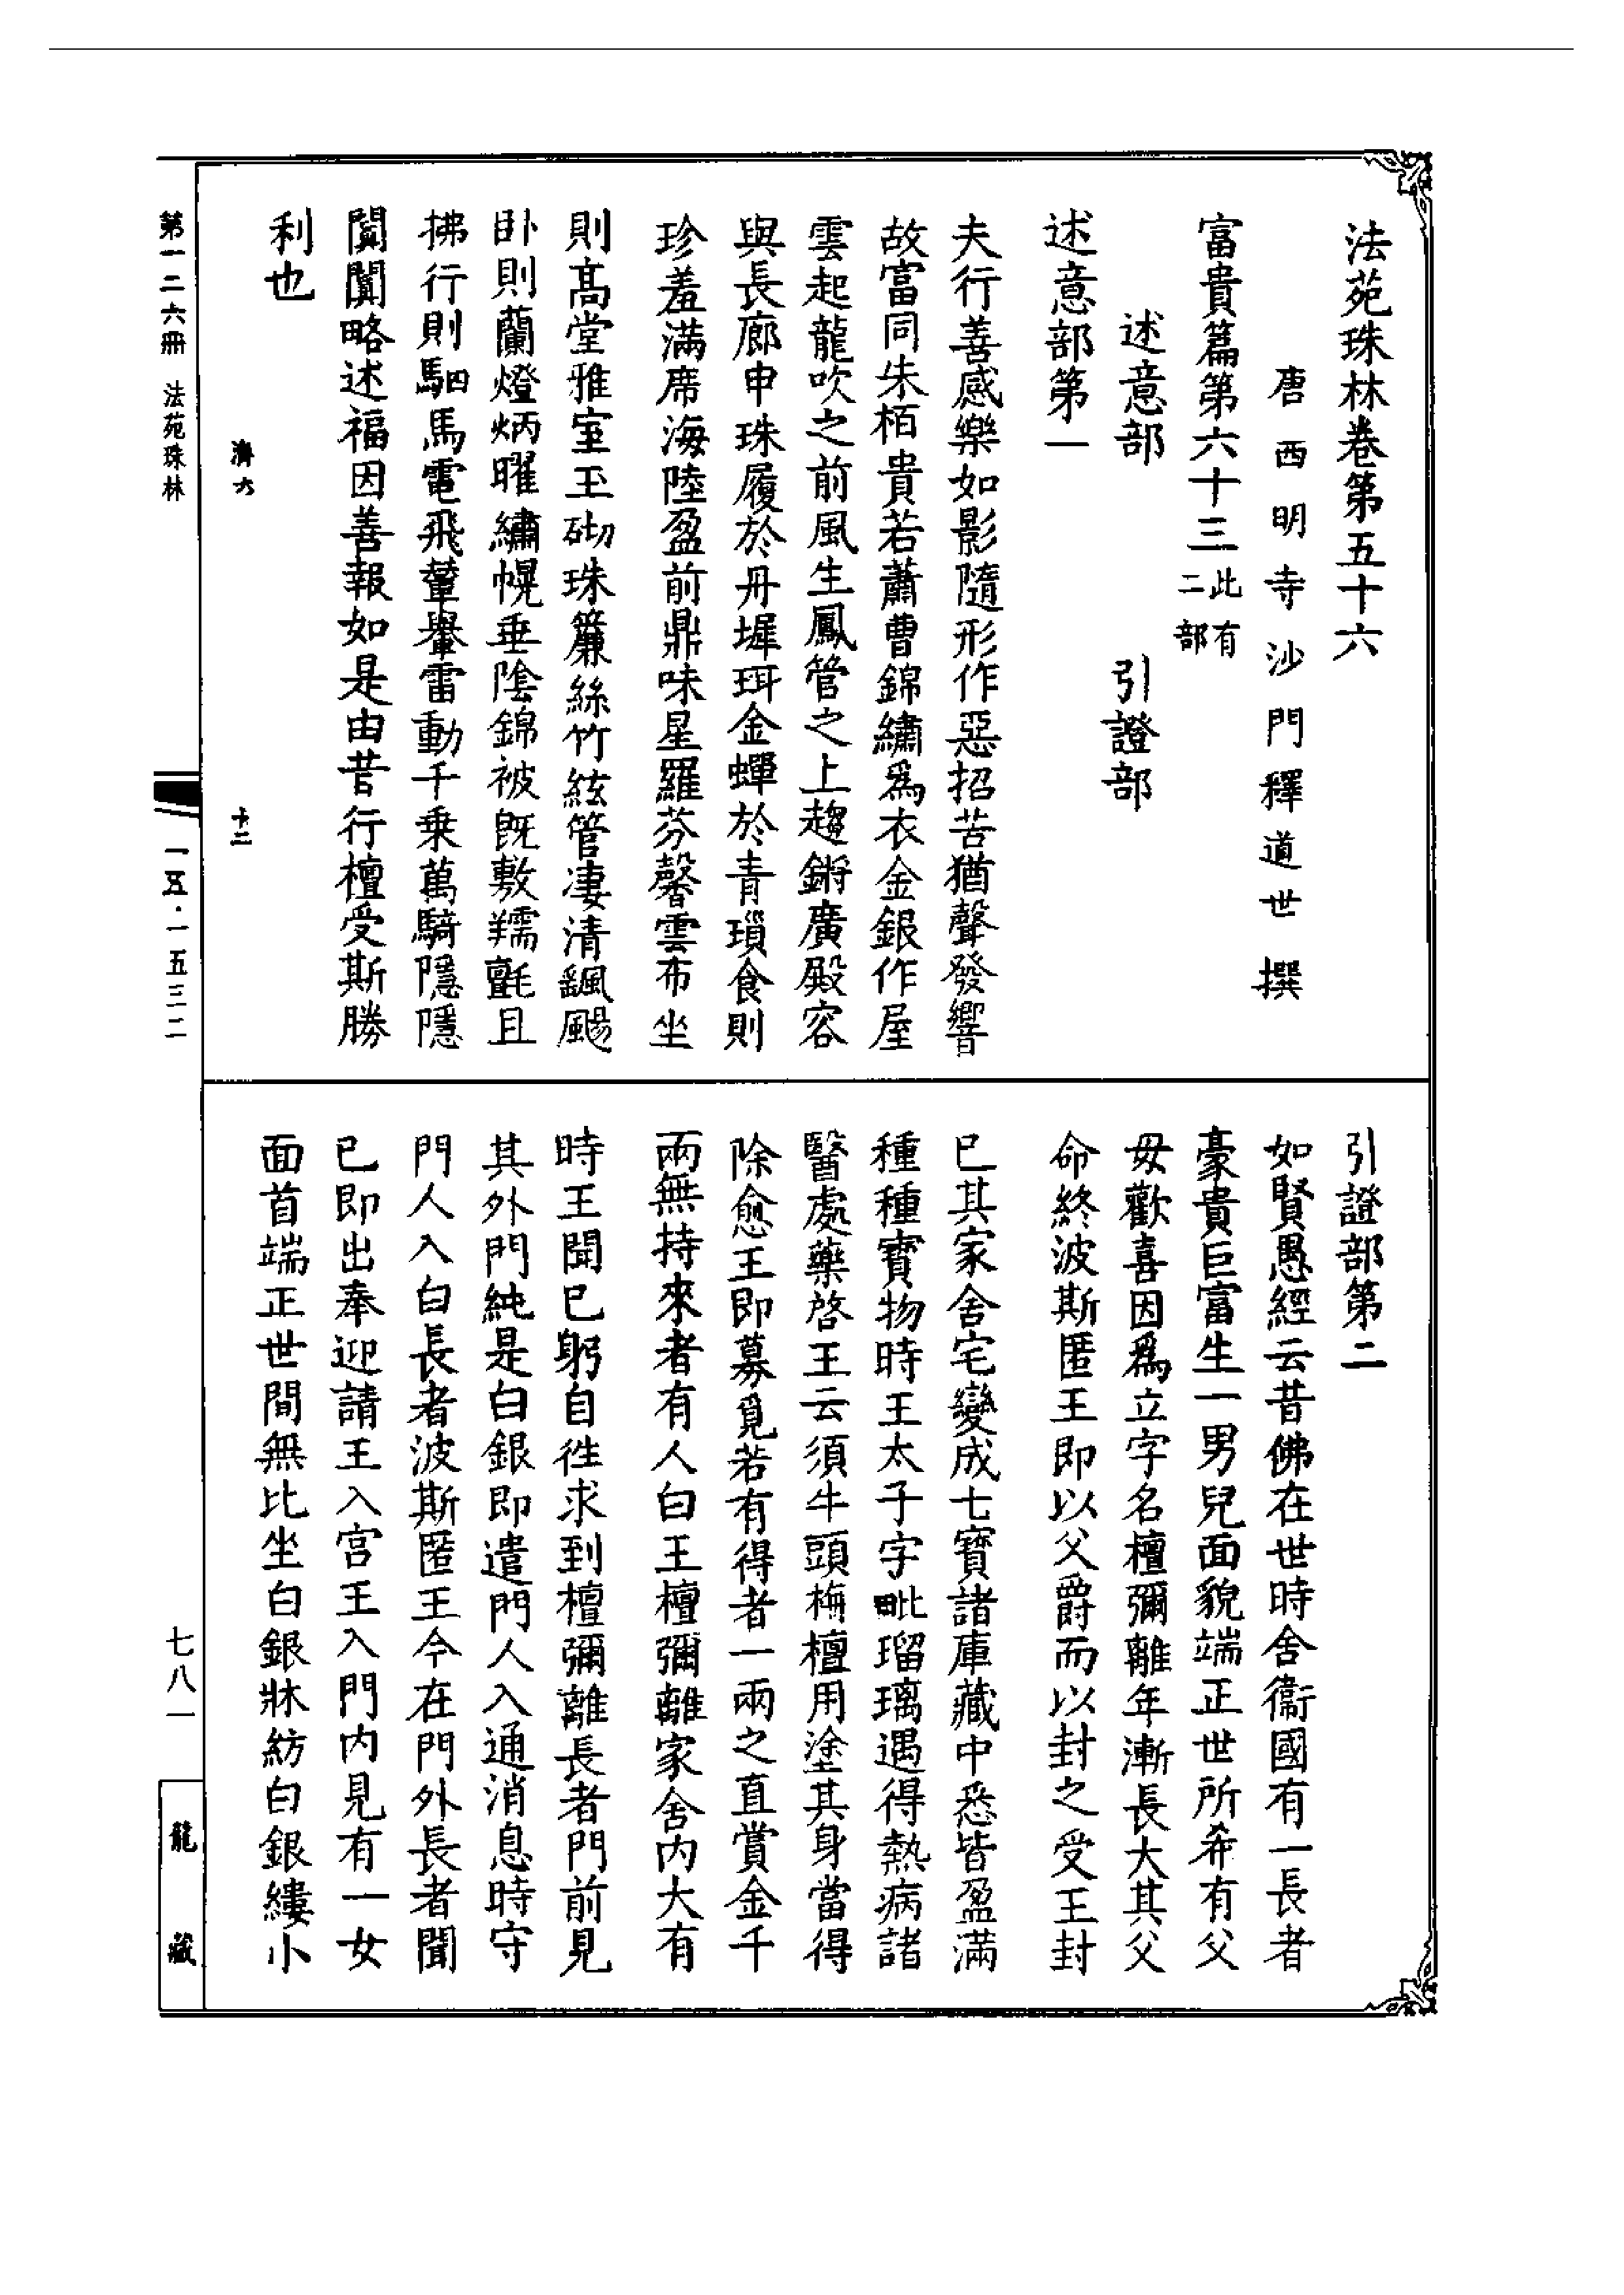 法苑珠林卷第五十六
唐西明寺沙門釋道世撰
富貴篇第六十三此有二部
述意部 引證部
述意部第一
夫行善感樂如影隨形作惡招苦猶聲發響
故富同朱栢貴若蕭曹錦繡爲衣金銀作屋
雲起龍吹之前風生鳳管之上趨鏘廣殿容
與長廊申珠履於丹墀珥金蟬於青瑣食則
珍羞滿席海陸盈前鼎味星羅芬馨雲布坐
則高堂雅室玉砌珠簾絲竹絃管淒清飄颺
卧則蘭燈炳曜繡幌垂陰錦被旣敷羺氍且
拂行則駟馬電飛輦轝雷動千乘萬騎隱隱
闐闐略述福因善報如是由昔行檀受斯勝
利也
濟六
十二
引證部第二
如賢愚經云昔佛在世時舍衞國有一長者
豪貴巨富生一男兒面貌端正世所希有父
母歡喜因爲立字名檀彌離年漸長大其父
命終波斯匿王即以父爵而以封之受王封
已其家舍宅變成七寶諸庫藏中悉皆盈滿
種種寶物時王太子字毗瑠璃遇得熱病諸
醫處藥啓王云須牛頭栴檀用塗其身當得
除愈王即募覓若有得者一兩之直賞金千
兩無持來者有人白王檀彌離家舍內大有
時王聞已躬自徃求到檀彌離長者門前見
其外門純是白銀即遣門人入通消息時守
門人入白長者波斯匿王今在門外長者聞
已即出奉迎請王入宮王入門內見有一女
面首端正世間無比坐白銀牀紡白銀縷小
第一二六冊 法苑珠林
一五·一五三二
七八一
龍藏